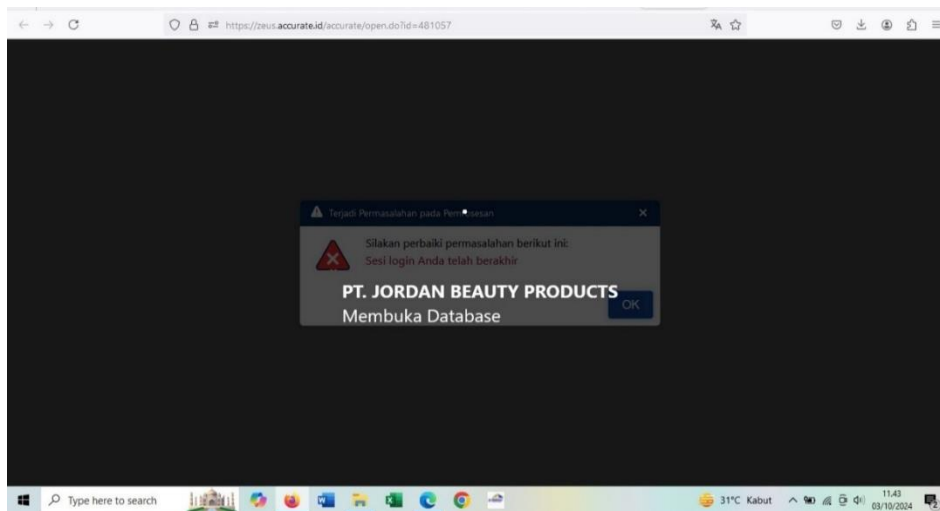 https://zeus.accurate.id/accurate/open.do?id=481057
Terjadi Permasalahan pada Pemrosesan
Silakan perbaiki permasalahan berikut ini:
Sesi login Anda telah berakhir
PT. JORDAN BEAUTY PRODUCTS
OK
Membuka Database
Type here to search
31°C Kabut
11.43
03/10/2024
2